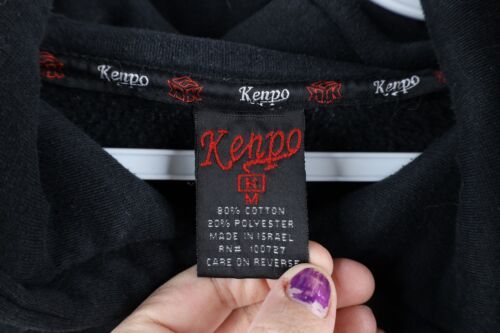 Kenpo Kenpo Kenpo
Kenpo
M
80% COTTON
20% POLYESTER
MADE IN ISRAEL
RN# 100727
CARE ON REVERSE